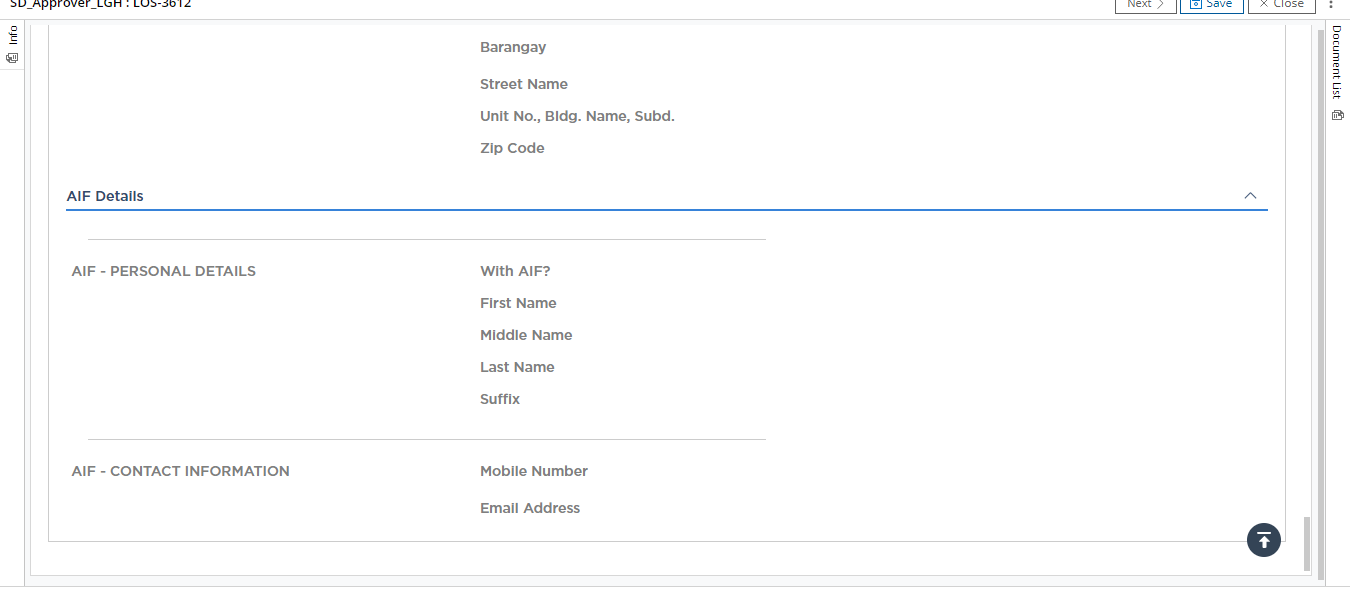 SD_Approver_LGH : LOS-3612
Next
Save
Close
Info
Document List
Barangay
Street Name
Unit No., Bldg. Name, Subd.
Zip Code
AIF Details
AIF - PERSONAL DETAILS
With AIF?
First Name
Middle Name
Last Name
Suffix
AIF - CONTACT INFORMATION
Mobile Number
Email Address